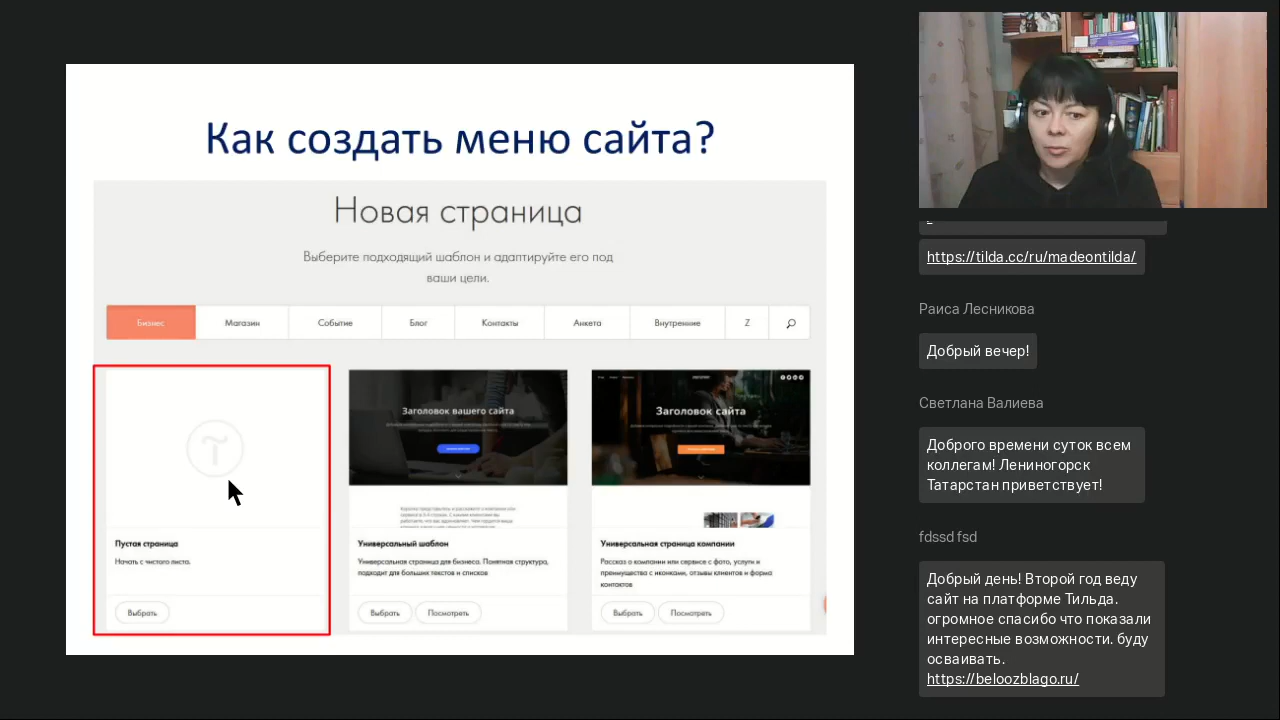 Как создать меню сайта?
Новая страница
Выберите подходящий шаблон и адаптируйте его под
ваши цели.
Бизнес
Магазин
Событие
Блог
Контакты
Анкета
Внутренние
Z
Заголовок вашего сайта
Заголовок сайта
Пустая страница
Начать с чистого листа.
Выбрать
Универсальный шаблон
Универсальная страница для бизнеса. Понятная структура,
подходит для больших текстов и списков
Выбрать
Посмотреть
Универсальная страница компании
Рассказ о компании или сервисе с фото, услуги и
преимущества с иконками, отзывы клиентов и форма
контактов
Выбрать
Посмотреть
https://tilda.cc/ru/madeontilda/
Раиса Лесникова
Добрый вечер!
Светлана Валиева
Доброго времени суток всем
коллегам! Лениногорск
Татарстан приветствует!
fdssd fsd
Добрый день! Второй год веду
сайт на платформе Тильда.
огромное спасибо что показали
интересные возможности. буду
осваивать.
https://beloozblago.ru/